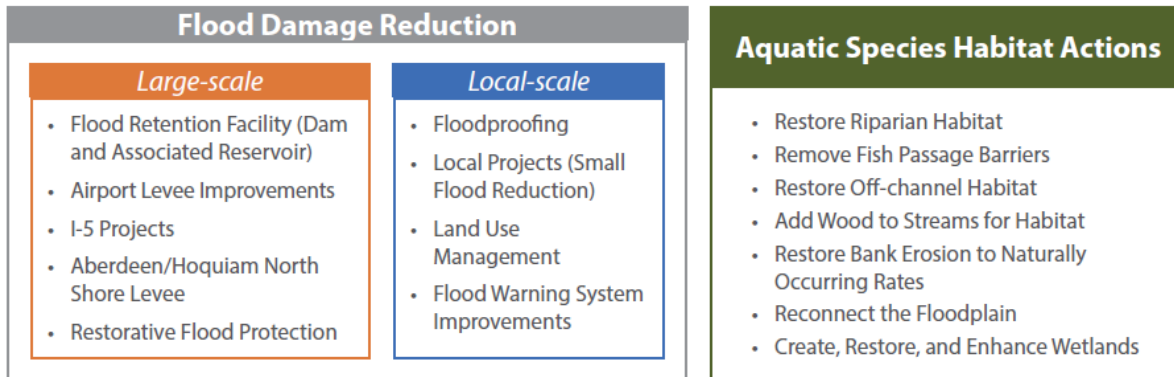 Flood Damage Reduction
Large-scale
• Flood Retention Facility (Dam
and Associated Reservoir)
• Airport Levee Improvements
• I-5 Projects
• Aberdeen/Hoquiam North
Shore Levee
• Restorative Flood Protection
Local-scale
• Floodproofing
• Local Projects (Small
Flood Reduction)
• Land Use
Management
• Flood Warning System
Improvements
Aquatic Species Habitat Actions
• Restore Riparian Habitat
• Remove Fish Passage Barriers
• Restore Off-channel Habitat
• Add Wood to Streams for Habitat
• Restore Bank Erosion to Naturally
Occurring Rates
• Reconnect the Floodplain
• Create, Restore, and Enhance Wetlands